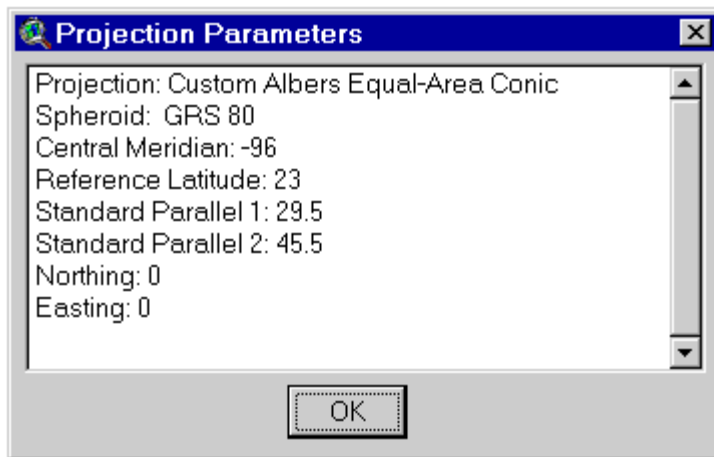 Projection Parameters
Projection: Custom Albers Equal-Area Conic
Spheroid:  GRS 80
Central Meridian: -96
Reference Latitude: 23
Standard Parallel 1: 29.5
Standard Parallel 2: 45.5
Northing: 0
Easting: 0
OK